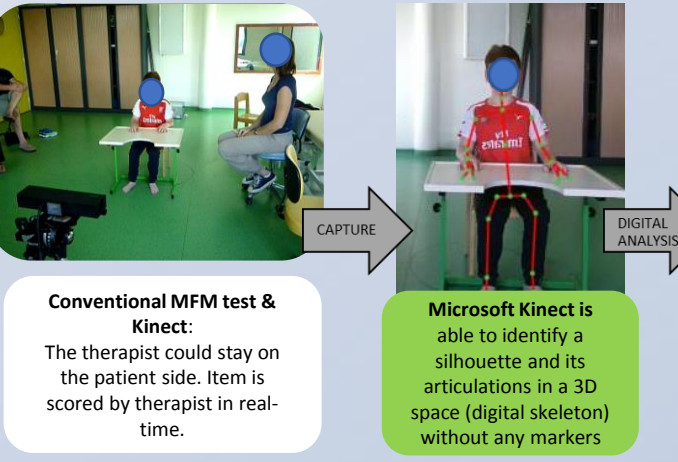 Emirates
CAPTURE
DIGITAL
ANALYSIS
Conventional MFM test &
Kinect:
The therapist could stay on
the patient side. Item is
scored by therapist in real-
time.
Microsoft Kinect is
able to identify a
silhouette and its
articulations in a 3D
space (digital skeleton)
without any markers